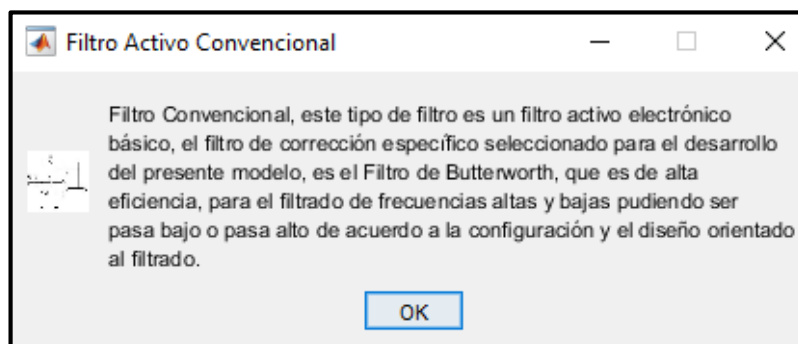 Filtro Activo Convencional
Filtro Convencional, este tipo de filtro es un filtro activo electrónico
básico, el filtro de corrección específico seleccionado para el desarrollo
del presente modelo, es el Filtro de Butterworth, que es de alta
eficiencia, para el filtrado de frecuencias altas y bajas pudiendo ser
pasa bajo o pasa alto de acuerdo a la configuración y el diseño orientado
al filtrado.
OK